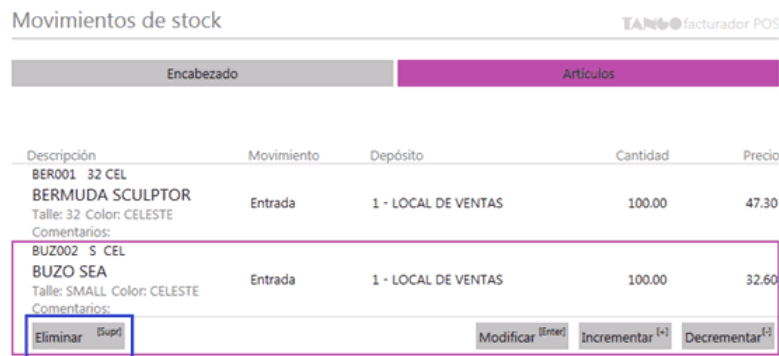 Movimientos de stock
TANGO facturador POS
Encabezado
Artículos
Descripción Movimiento Depósito Cantidad Precio
BER001 32 CEL
BERMUDA SCULPTOR Entrada 1 - LOCAL DE VENTAS 100.00 47.30
Talle: 32 Color: CELESTE
Comentarios:
BUZ002 S CEL
BUZO SEA Entrada 1 - LOCAL DE VENTAS 100.00 32.60
Talle: SMALL Color: CELESTE
Comentarios:
Eliminar [Supr] Modificar [Enter] Incrementar [+] Decrementar [-]